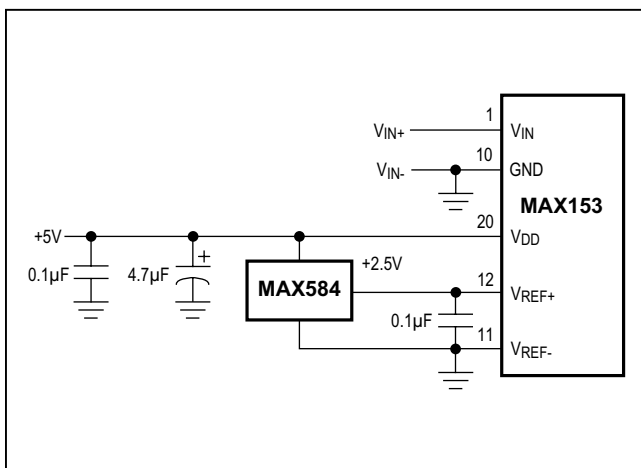 1
VIN+
VIN
10
VIN-
GND
MAX153
20
+5V
VDD
+
+2.5V
0.1µF
4.7µF
MAX584
12
VREF+
0.1µF
11
VREF-